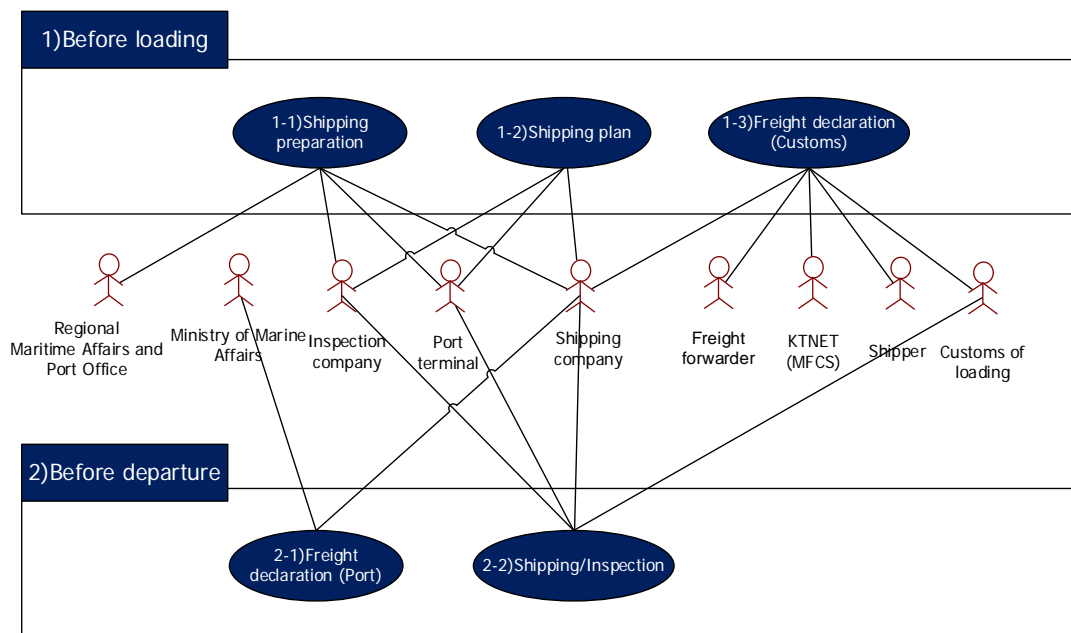 1)Before loading
1-1)Shipping
preparation
1-2)Shipping plan
1-3)Freight declaration
(Customs)
Regional
Maritime Affairs and
Port Office
Ministry of Marine
Affairs
Inspection
company
Port
terminal
Shipping
company
Freight
forwarder
KTNET
(MFCS)
Shipper
Customs of
loading
2)Before departure
2-1)Freight
declaration (Port)
2-2)Shipping/Inspection